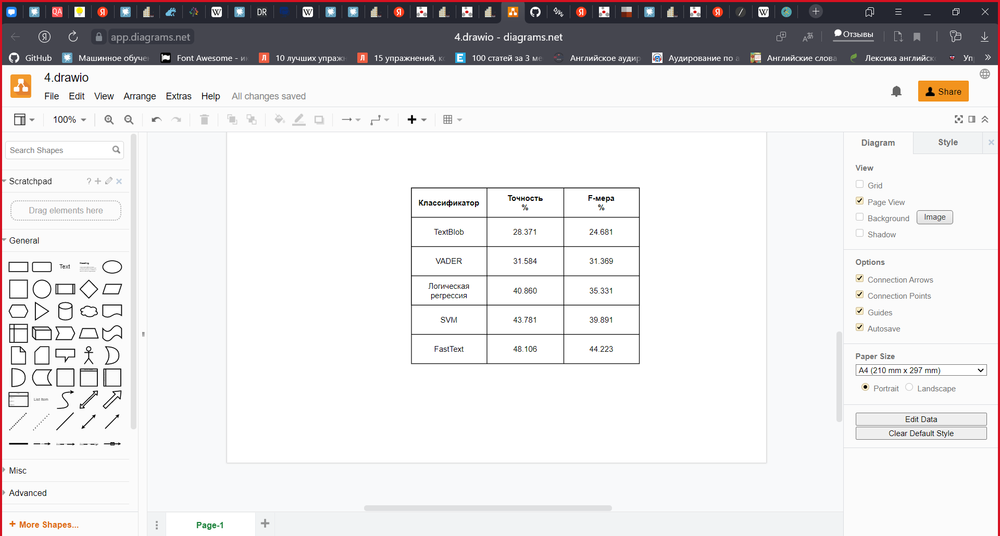 QA
Я
W
DR
W
Я
Я
Я
W
Я
app.diagrams.net
4.drawio - diagrams.net
Отзывы
GitHub
Машинное обуче
Font Awesome - и
Л
10 лучших упраж
Л
15 упражнений, к
E
100 статей за 3 ме
Английское аудир
Аудирование по а
Английские слова
Лексика английск
Уп
4.drawio
File
Edit
View
Arrange
Extras
Help
All changes saved
Share
100%
Search Shapes
Scratchpad
?
Drag elements here
General
Text
Heading
List Item
Misc
Advanced
+ More Shapes...
Классификатор
Точность
%
F-мера
%
TextBlob
28.371
24.681
VADER
31.584
31.369
Логическая
регрессия
40.860
35.331
SVM
43.781
39.891
FastText
48.106
44.223
Page-1
Diagram
Style
View
Grid
Page View
Background
Image
Shadow
Options
Connection Arrows
Connection Points
Guides
Autosave
Paper Size
A4 (210 mm x 297 mm)
Portrait
Landscape
Edit Data
Clear Default Style